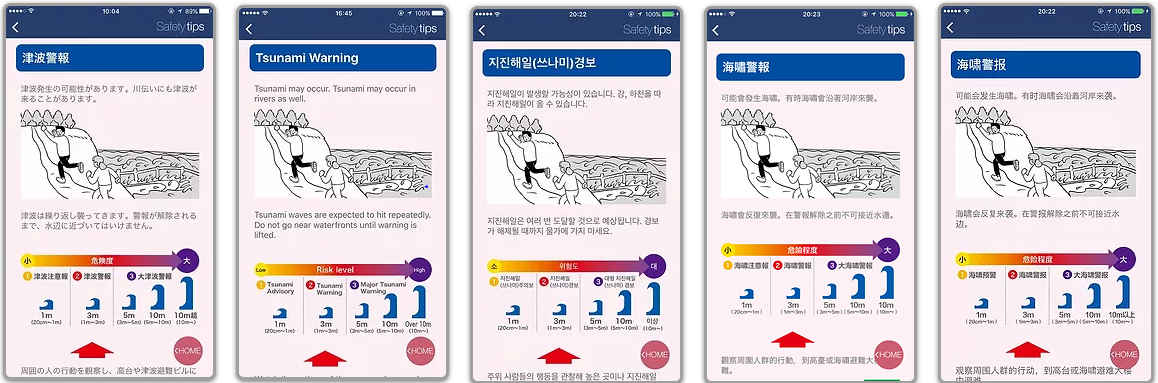 10:04
89%
Safety tips
津波警報
津波発生の可能性があります。川伝いにも津波が
来ることがあります。
津波は繰り返し襲ってきます。警報が解除される
まで、水辺に近づいてはいけません。
小 危険度 大
1 津波注意報 2 津波警報 3 大津波警報
1m 3m 5m 10m 10m超
(20cm〜1m) (1m〜3m) (3m〜5m) (5m〜10m) (10m〜)
HOME
周囲の人の行動を観察し、高台や津波避難ビルに
16:45
100%
Safety tips
Tsunami Warning
Tsunami may occur. Tsunami may occur in
rivers as well.
Tsunami waves are expected to hit repeatedly.
Do not go near waterfronts until warning is
lifted.
Low Risk level High
1 Tsunami Advisory 2 Tsunami Warning 3 Major Tsunami Warning
1m 3m 5m 10m Over 10m
(20cm〜1m) (1m〜3m) (3m〜5m) (5m〜10m) (10m〜)
HOME
20:22
100%
Safety tips
지진해일(쓰나미)경보
지진해일이 발생할 가능성이 있습니다. 강, 하천을 따
라 지진해일이 올 수 있습니다.
지진해일은 여러 번 도달할 것으로 예상됩니다. 경보
가 해제될 때까지 물가에 가지 마세요.
소 위험도 대
1 지진해일 (쓰나미)주의보 2 지진해일 (쓰나미)경보 3 대형 지진해일 (쓰나미) 경보
1m 3m 5m 10m 이상
(20cm〜1m) (1m〜3m) (3m〜5m) (5m〜10m) (10m〜)
HOME
주위 사람들의 행동을 관찰해 높은 곳이나 지진해일
20:23
100%
Safety tips
海嘯警報
可能會發生海嘯。有時海嘯會沿著河岸來襲。
海嘯會反復來襲。在警報解除之前不可接近水邊。
小 危險程度 大
1 海嘯注意報 2 海嘯警報 3 大海嘯警報
1m 3m 5m 10m 10m
(20cm〜1m) (1m〜3m) (3m〜5m) (5m〜10m) (10m〜)
HOME
觀察周圍人群的行動，到高臺或海嘯避難大
難。
20:22
100%
Safety tips
海啸警报
可能会发生海啸。有时海啸会沿着河岸来袭。
海啸会反复来袭。在警报解除之前不可接近水
边。
小 危险程度 大
1 海啸预警 2 海啸警报 3 大海啸警报
1m 3m 5m 10m 10m以上
(20cm〜1m) (1m〜3m) (3m〜5m) (5m〜10m) (10m〜)
HOME
观察周围人群的行动，到高台或海啸避难大楼